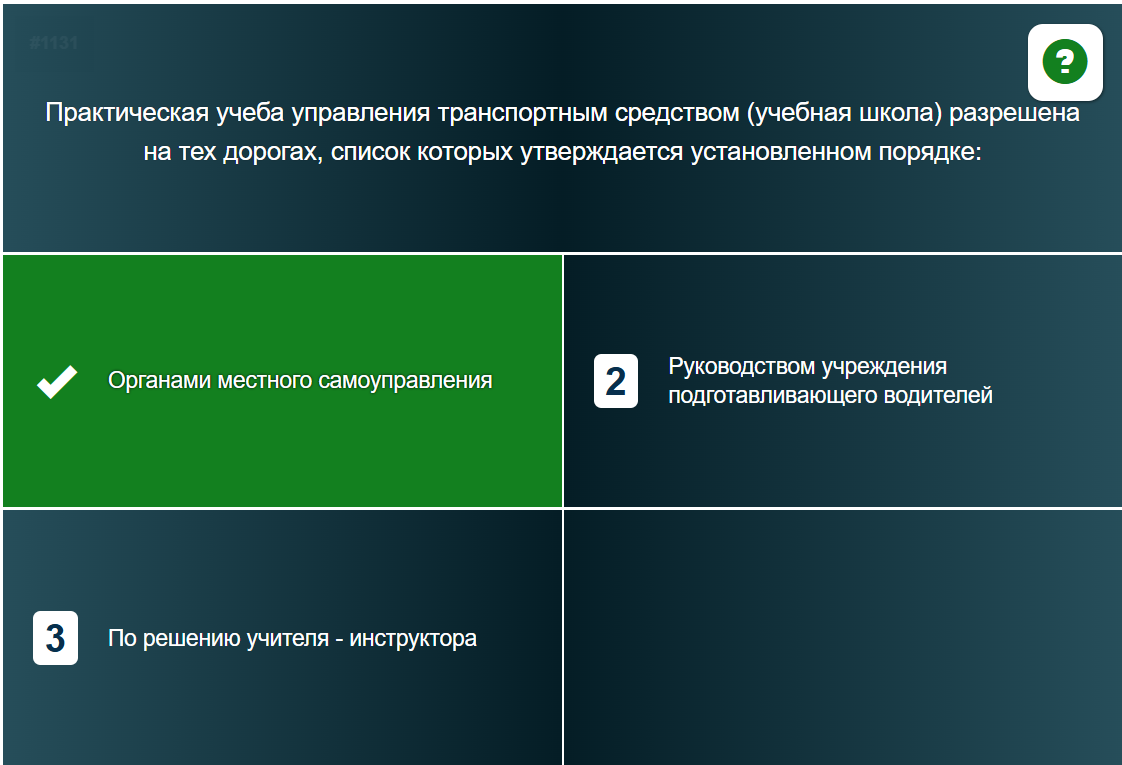 #1131
?
Практическая учеба управления транспортным средством (учебная школа) разрешена
на тех дорогах, список которых утверждается установленном порядке:
Органами местного самоуправления
2
Руководством учреждения
подготавливающего водителей
3
По решению учителя - инструктора